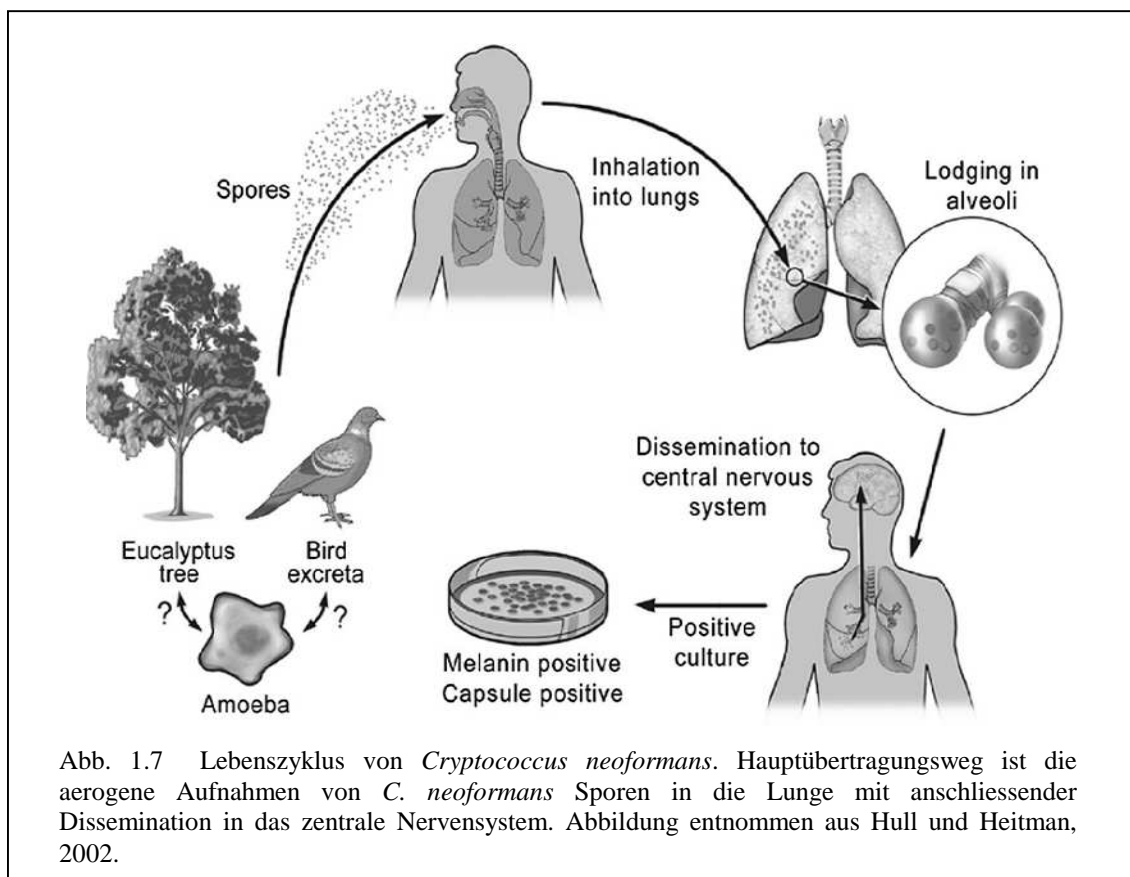 Spores
Inhalation
into lungs
Lodging in
alveoli
Dissemination to
central nervous
system
Eucalyptus
tree
Bird
excreta
?
?
Amoeba
Melanin positive
Capsule positive
Positive
culture
Abb. 1.7 Lebenszyklus von Cryptococcus neoformans. Hauptübertragungsweg ist die
aerogene Aufnahmen von C. neoformans Sporen in die Lunge mit anschliessender
Dissemination in das zentrale Nervensystem. Abbildung entnommen aus Hull und Heitman,
2002.